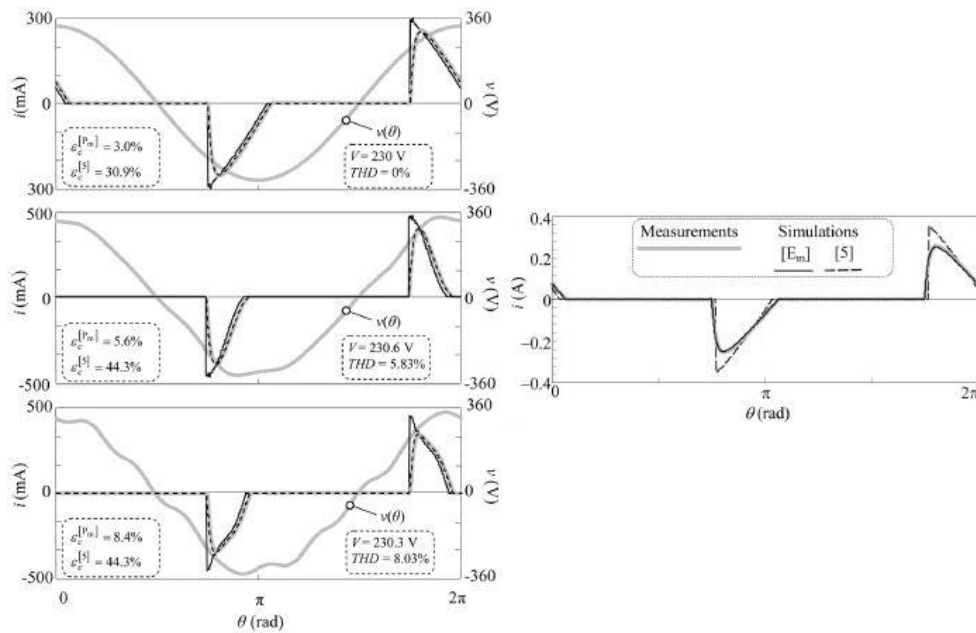 300
360
i(mA)
0
0
v(V)
v(θ)
ε_c^[P_m] = 3.0%
ε_c^[5] = 30.9%
V = 230 V
THD = 0%
300
-360
500
360
i(mA)
0
0
v(V)
v(θ)
ε_c^[P_m] = 5.6%
ε_c^[5] = 44.3%
V = 230.6 V
THD = 5.83%
-500
-360
500
360
i(mA)
0
0
v(V)
v(θ)
ε_c^[P_m] = 8.4%
ε_c^[5] = 44.3%
V = 230.3 V
THD = 8.03%
-500
-360
0 π 2π
θ (rad)
0.4
Measurements Simulations
[E_m] [5]
0.2
i (A)
0
−0.2
−0.4
0 π 2π
θ (rad)